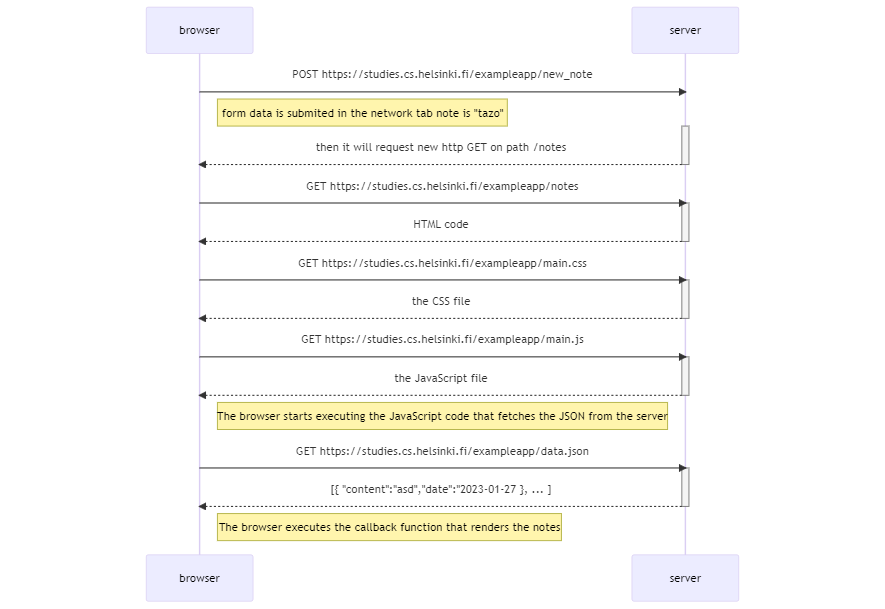 browser server
POST https://studies.cs.helsinki.fi/exampleapp/new_note
form data is submited in the network tab note is "tazo"
then it will request new http GET on path /notes
GET https://studies.cs.helsinki.fi/exampleapp/notes
HTML code
GET https://studies.cs.helsinki.fi/exampleapp/main.css
the CSS file
GET https://studies.cs.helsinki.fi/exampleapp/main.js
the JavaScript file
The browser starts executing the JavaScript code that fetches the JSON from the server
GET https://studies.cs.helsinki.fi/exampleapp/data.json
[{ "content":"asd","date":"2023-01-27 }, ... ]
The browser executes the callback function that renders the notes
browser server